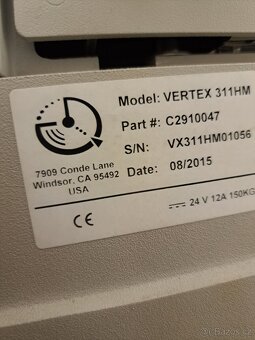 Model: VERTEX 311HM
Part #: C2910047
S/N: VX311HM01056
Date: 08/2015
7909 Conde Lane
Windsor, CA 95492
USA
CE
24 V 12A 150KG